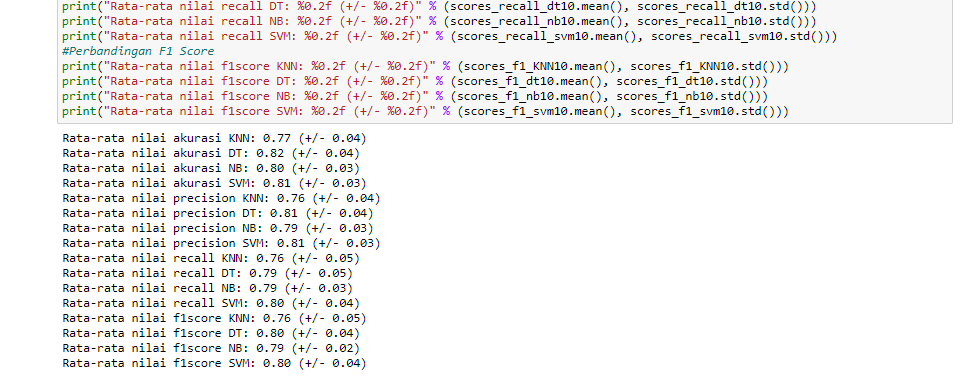 print("Rata-rata nilai recall DT: %0.2f (+/- %0.2f)" % (scores_recall_dt10.mean(), scores_recall_dt10.std()))
print("Rata-rata nilai recall NB: %0.2f (+/- %0.2f)" % (scores_recall_nb10.mean(), scores_recall_nb10.std()))
print("Rata-rata nilai recall SVM: %0.2f (+/- %0.2f)" % (scores_recall_svm10.mean(), scores_recall_svm10.std()))
#Perbandingan F1 Score
print("Rata-rata nilai f1score KNN: %0.2f (+/- %0.2f)" % (scores_f1_KNN10.mean(), scores_f1_KNN10.std()))
print("Rata-rata nilai f1score DT: %0.2f (+/- %0.2f)" % (scores_f1_dt10.mean(), scores_f1_dt10.std()))
print("Rata-rata nilai f1score NB: %0.2f (+/- %0.2f)" % (scores_f1_nb10.mean(), scores_f1_nb10.std()))
print("Rata-rata nilai f1score SVM: %0.2f (+/- %0.2f)" % (scores_f1_svm10.mean(), scores_f1_svm10.std()))
Rata-rata nilai akurasi KNN: 0.77 (+/- 0.04)
Rata-rata nilai akurasi DT: 0.82 (+/- 0.04)
Rata-rata nilai akurasi NB: 0.80 (+/- 0.03)
Rata-rata nilai akurasi SVM: 0.81 (+/- 0.03)
Rata-rata nilai precision KNN: 0.76 (+/- 0.04)
Rata-rata nilai precision DT: 0.81 (+/- 0.04)
Rata-rata nilai precision NB: 0.79 (+/- 0.03)
Rata-rata nilai precision SVM: 0.81 (+/- 0.03)
Rata-rata nilai recall KNN: 0.76 (+/- 0.05)
Rata-rata nilai recall DT: 0.79 (+/- 0.05)
Rata-rata nilai recall NB: 0.79 (+/- 0.03)
Rata-rata nilai recall SVM: 0.80 (+/- 0.04)
Rata-rata nilai f1score KNN: 0.76 (+/- 0.05)
Rata-rata nilai f1score DT: 0.80 (+/- 0.04)
Rata-rata nilai f1score NB: 0.79 (+/- 0.02)
Rata-rata nilai f1score SVM: 0.80 (+/- 0.04)